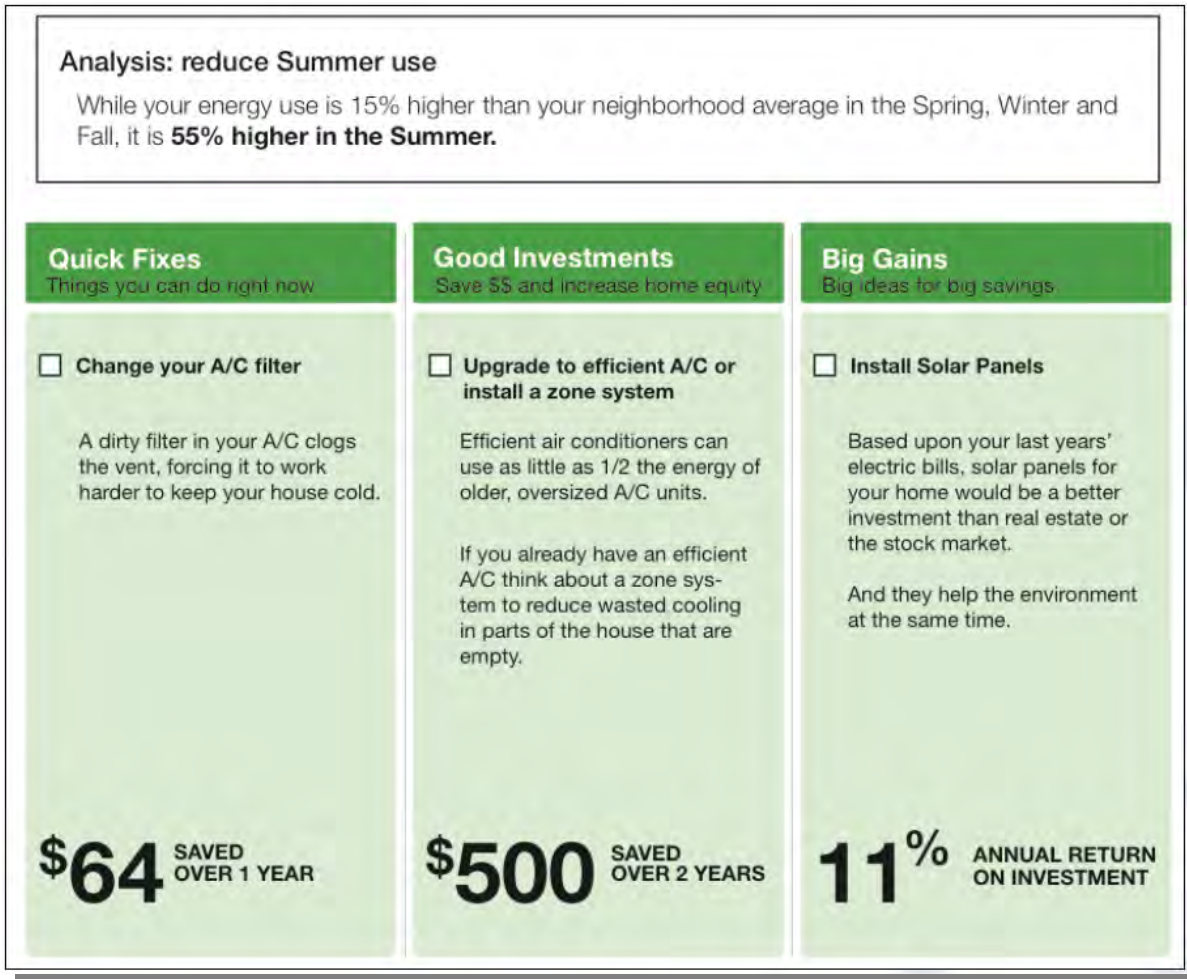 Analysis: reduce Summer use
While your energy use is 15% higher than your neighborhood average in the Spring, Winter and
Fall, it is 55% higher in the Summer.
Quick Fixes
Things you can do right now
Change your A/C filter
A dirty filter in your A/C clogs
the vent, forcing it to work
harder to keep your house cold.
$64 SAVED
OVER 1 YEAR
Good Investments
Save $$ and increase home equity
Upgrade to efficient A/C or
install a zone system
Efficient air conditioners can
use as little as 1/2 the energy of
older, oversized A/C units.
If you already have an efficient
A/C think about a zone sys-
tem to reduce wasted cooling
in parts of the house that are
empty.
$500 SAVED
OVER 2 YEARS
Big Gains
Big ideas for big savings
Install Solar Panels
Based upon your last years’
electric bills, solar panels for
your home would be a better
investment than real estate or
the stock market.
And they help the environment
at the same time.
11% ANNUAL RETURN
ON INVESTMENT